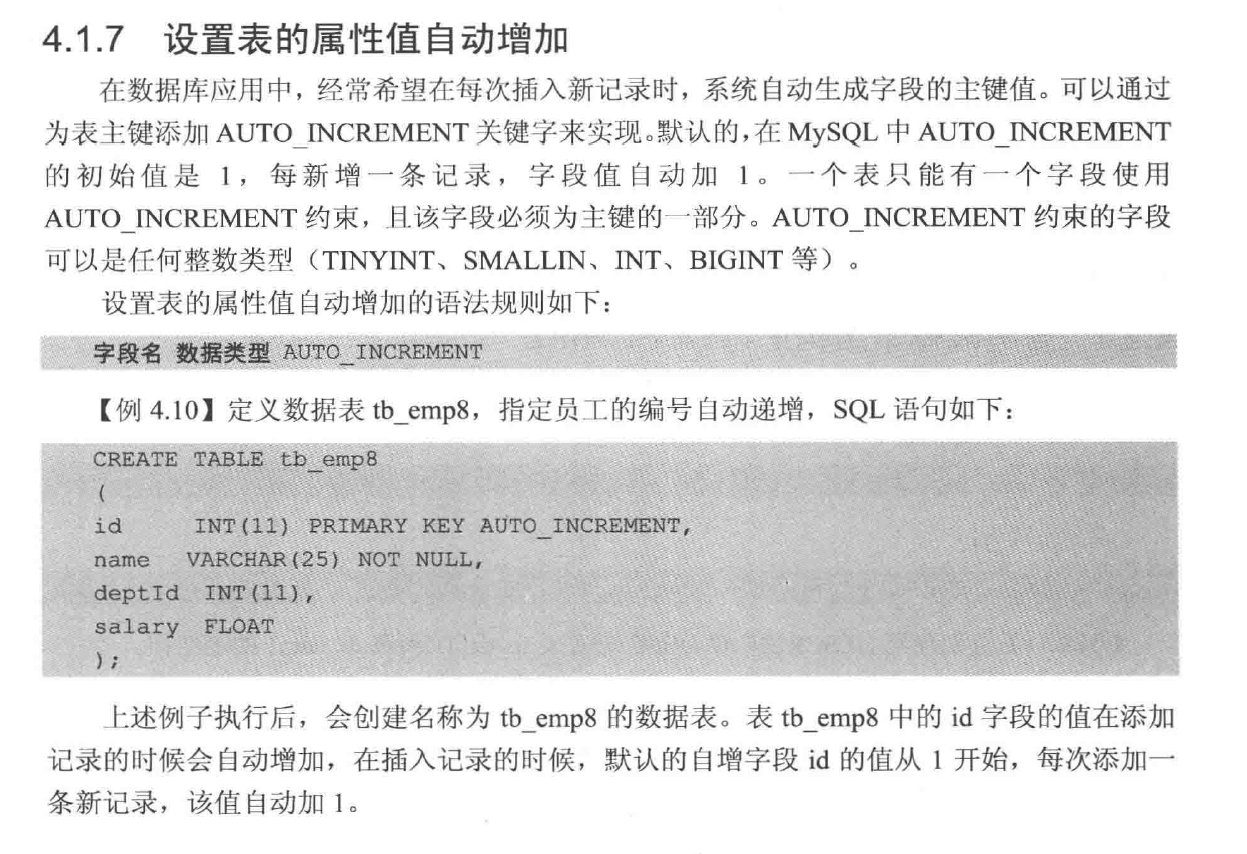 4.1.7 设置表的属性值自动增加
在数据库应用中，经常希望在每次插入新记录时，系统自动生成字段的主键值。可以通过
为表主键添加 AUTO_INCREMENT 关键字来实现。默认的，在 MySQL 中 AUTO_INCREMENT
的初始值是 1，每新增一条记录，字段值自动加 1。一个表只能有一个字段使用
AUTO_INCREMENT 约束，且该字段必须为主键的一部分。AUTO_INCREMENT 约束的字段
可以是任何整数类型（TINYINT、SMALLIN、INT、BIGINT 等）。
设置表的属性值自动增加的语法规则如下：
字段名 数据类型 AUTO_INCREMENT
【例 4.10】定义数据表 tb_emp8，指定员工的编号自动递增，SQL 语句如下：
CREATE TABLE tb_emp8
(
id INT(11) PRIMARY KEY AUTO_INCREMENT,
name VARCHAR(25) NOT NULL,
deptId INT(11),
salary FLOAT
);
上述例子执行后，会创建名称为 tb_emp8 的数据表。表 tb_emp8 中的 id 字段的值在添加
记录的时候会自动增加，在插入记录的时候，默认的自增字段 id 的值从 1 开始，每次添加一
条新记录，该值自动加 1。